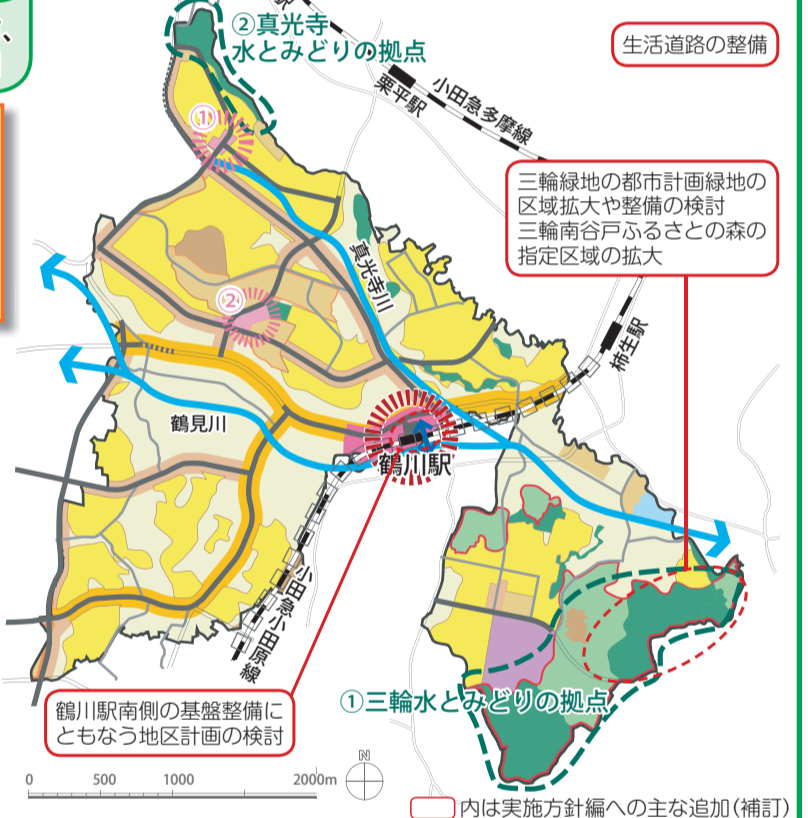 、
駅
②真光寺
水とみどりの拠点
生活道路の整備
栗平駅
小田急多摩線
①
三輪緑地の都市計画緑地の
区域拡大や整備の検討
三輪南谷戸ふるさとの森の
指定区域の拡大
真光寺川
②
柿生駅
鶴見川
鶴川駅
小田急小田原線
①三輪水とみどりの拠点
鶴川駅南側の基盤整備に
ともなう地区計画の検討
N
0 500 1000 2000m
内は実施方針編への主な追加(補訂)